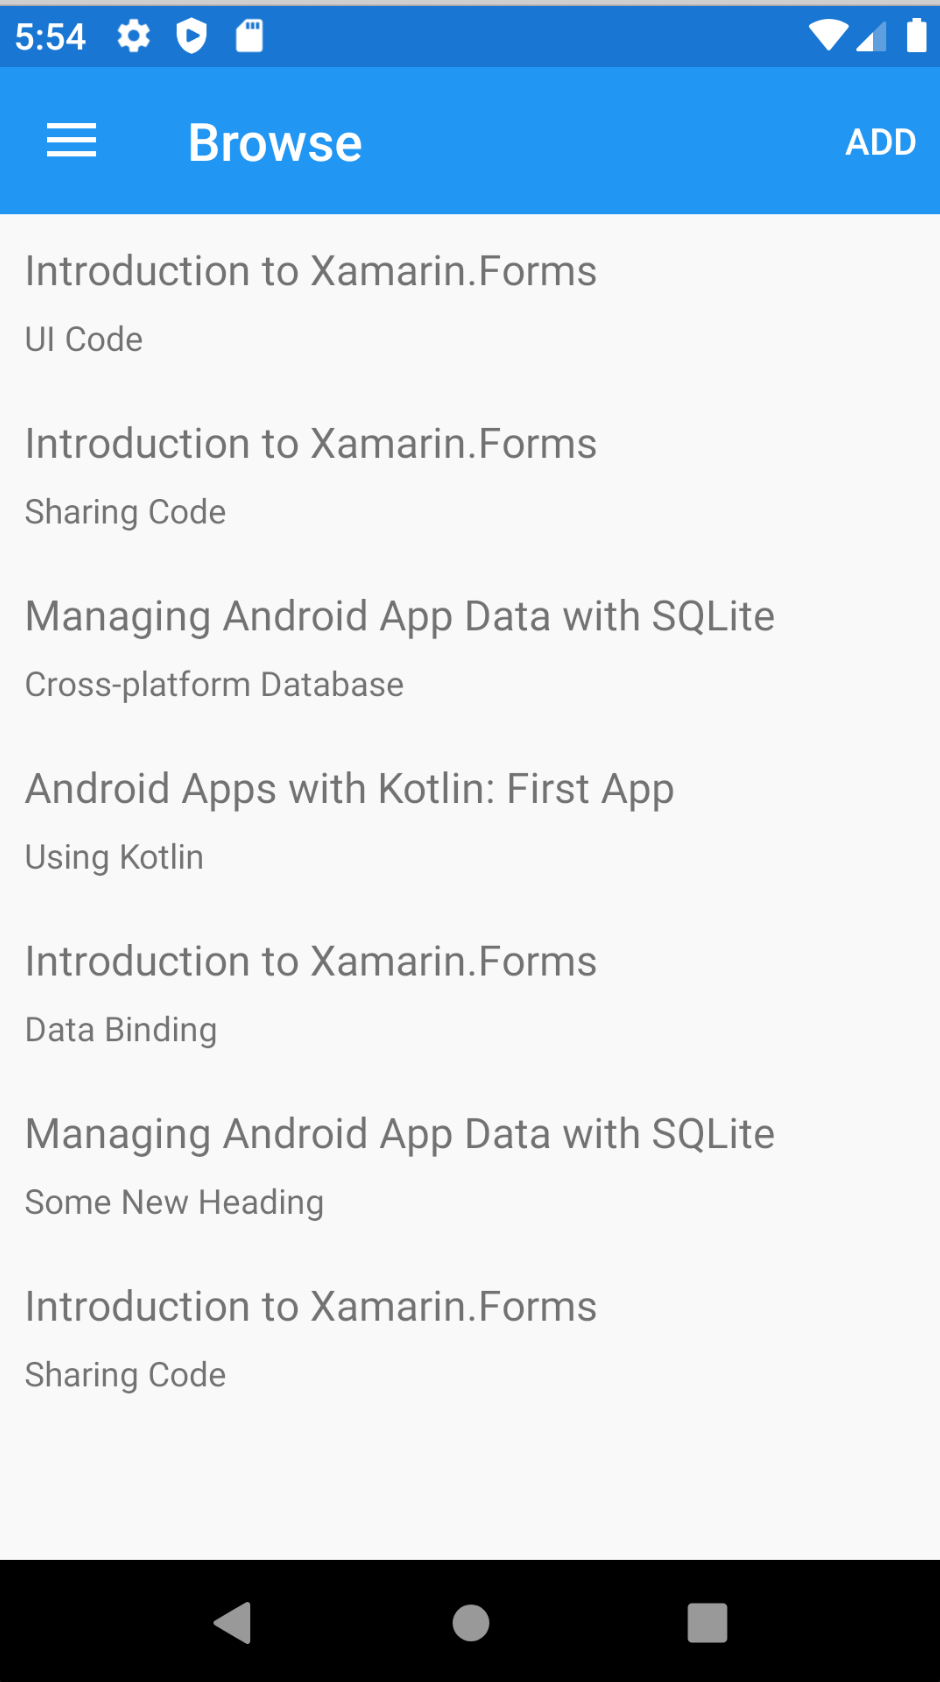 5:54
Browse
ADD
Introduction to Xamarin.Forms
UI Code
Introduction to Xamarin.Forms
Sharing Code
Managing Android App Data with SQLite
Cross-platform Database
Android Apps with Kotlin: First App
Using Kotlin
Introduction to Xamarin.Forms
Data Binding
Managing Android App Data with SQLite
Some New Heading
Introduction to Xamarin.Forms
Sharing Code